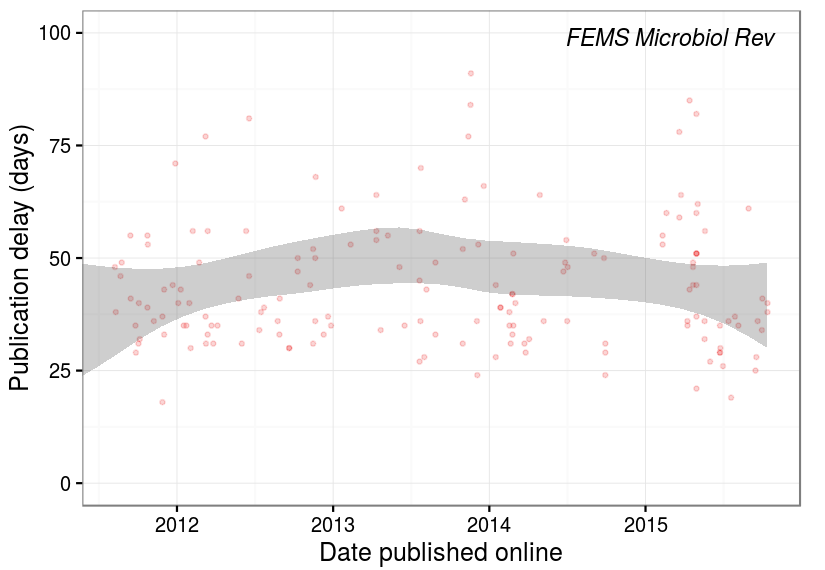 FEMS Microbiol Rev
Publication delay (days)
100
75
50
25
0
2012 2013 2014 2015
Date published online